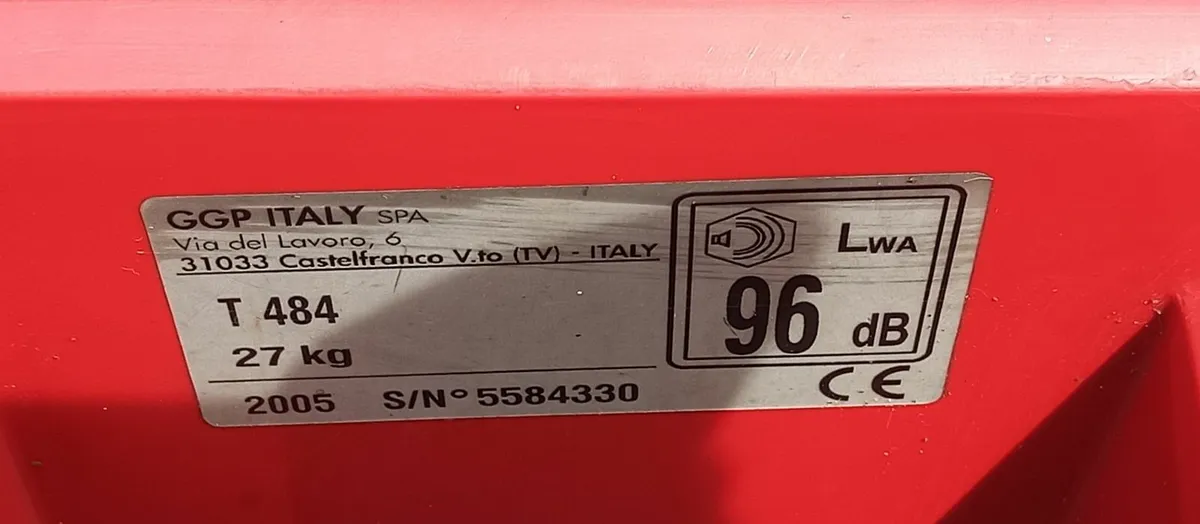 GGP ITALY SPA
Via del Lavoro, 6
31033 Castelfranco V.to (TV) - ITALY
T 484
27 kg
2005 S/N° 5584330
LWA
96 dB
CE